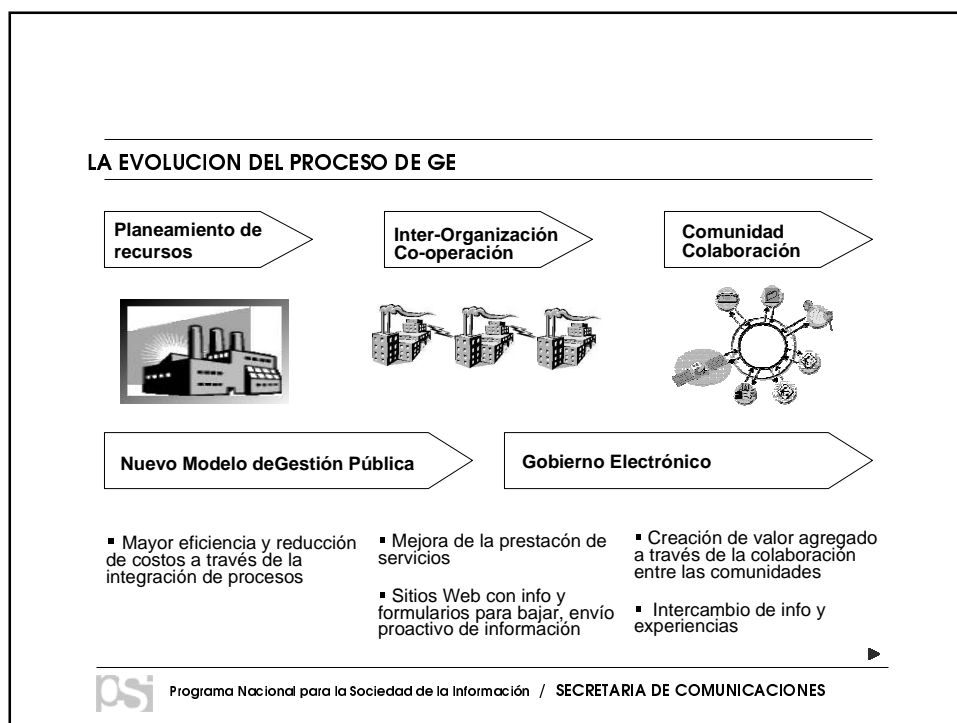 LA EVOLUCION DEL PROCESO DE GE
Planeamiento de
recursos
Inter-Organización
Co-operación
Comunidad
Colaboración
Nuevo Modelo deGestión Pública
Gobierno Electrónico
▪ Mayor eficiencia y reducción
de costos a través de la
integración de procesos
▪ Mejora de la prestacón de
servicios
▪ Sitios Web con info y
formularios para bajar, envío
proactivo de información
▪ Creación de valor agregado
a través de la colaboración
entre las comunidades
▪ Intercambio de info y
experiencias
psi Programa Nacional para la Sociedad de la Información / SECRETARIA DE COMUNICACIONES